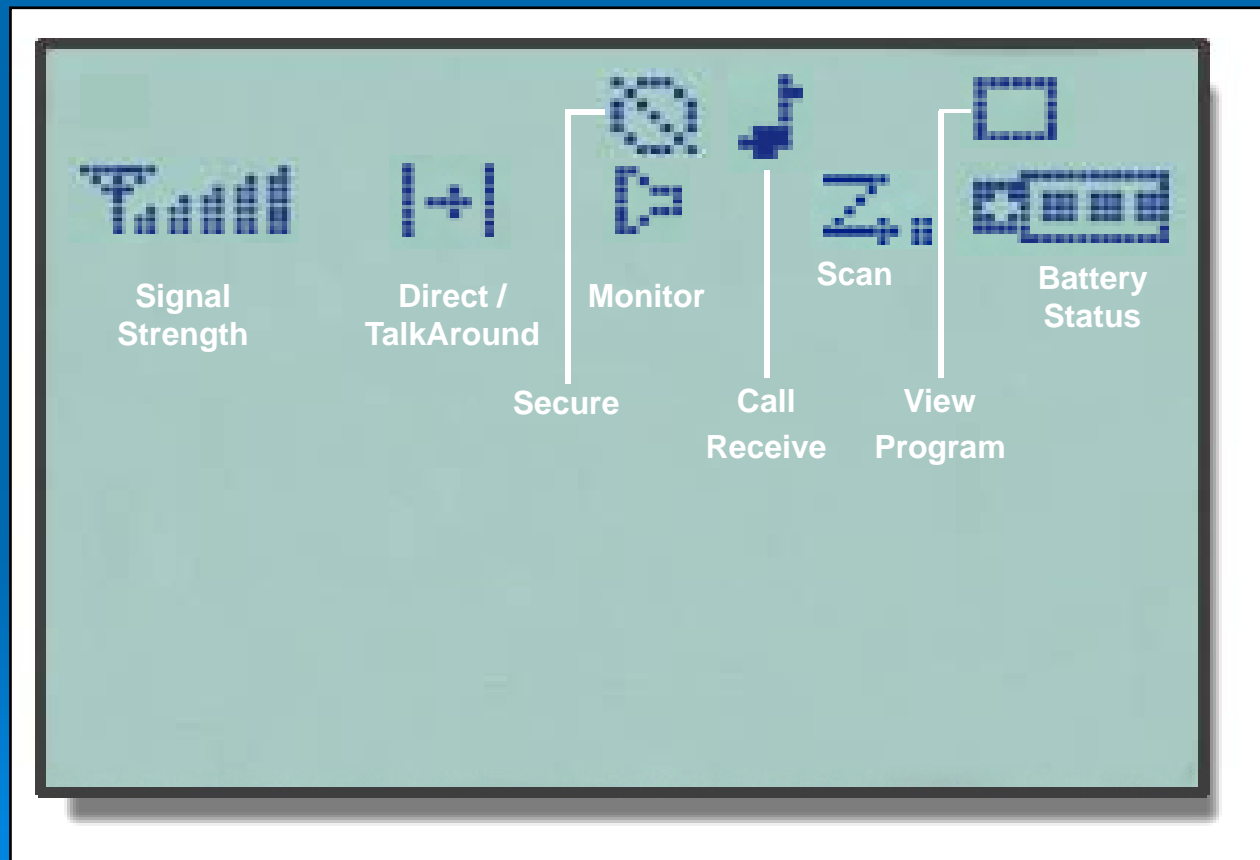 Signal
Strength
Direct /
TalkAround
Monitor
Scan
Battery
Status
Secure
Call
Receive
View
Program